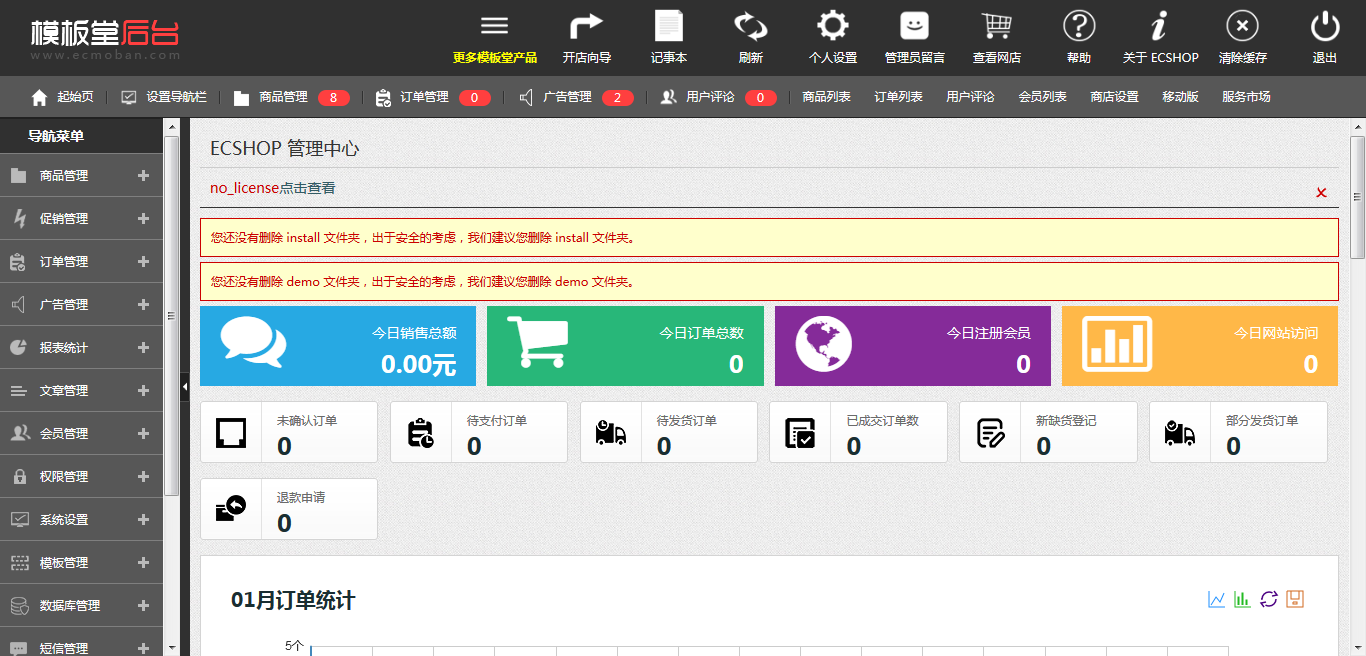 模板堂后台
www.ecmoban.com
更多模板堂产品 开店向导 记事本 刷新 个人设置 管理员留言 查看网店 帮助 关于 ECSHOP 清除缓存 退出
起始页 设置导航栏 商品管理 8 订单管理 0 广告管理 2 用户评论 0 商品列表 订单列表 用户评论 会员列表 商店设置 移动版 服务市场
导航菜单
商品管理
促销管理
订单管理
广告管理
报表统计
文章管理
会员管理
权限管理
系统设置
模板管理
数据库管理
短信管理
ECSHOP 管理中心
no_license点击查看
您还没有删除 install 文件夹，出于安全的考虑，我们建议您删除 install 文件夹。
您还没有删除 demo 文件夹，出于安全的考虑，我们建议您删除 demo 文件夹。
今日销售总额
0.00元
今日订单总数
0
今日注册会员
0
今日网站访问
0
未确认订单
0
待支付订单
0
待发货订单
0
已成交订单数
0
新缺货登记
0
部分发货订单
0
退款申请
0
01月订单统计
5个